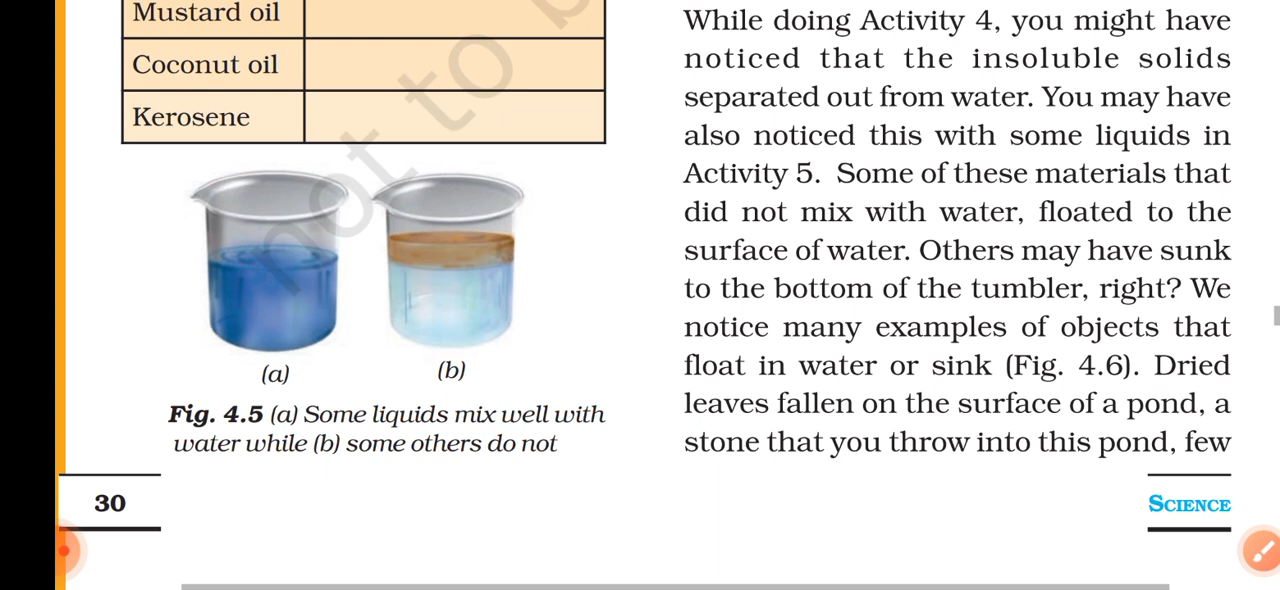 Mustard oil
Coconut oil
Kerosene
not to b
(a)
(b)
Fig. 4.5 (a) Some liquids mix well with
water while (b) some others do not
30
While doing Activity 4, you might have
noticed that the insoluble solids
separated out from water. You may have
also noticed this with some liquids in
Activity 5. Some of these materials that
did not mix with water, floated to the
surface of water. Others may have sunk
to the bottom of the tumbler, right? We
notice many examples of objects that
float in water or sink (Fig. 4.6). Dried
leaves fallen on the surface of a pond, a
stone that you throw into this pond, few
SCIENCE